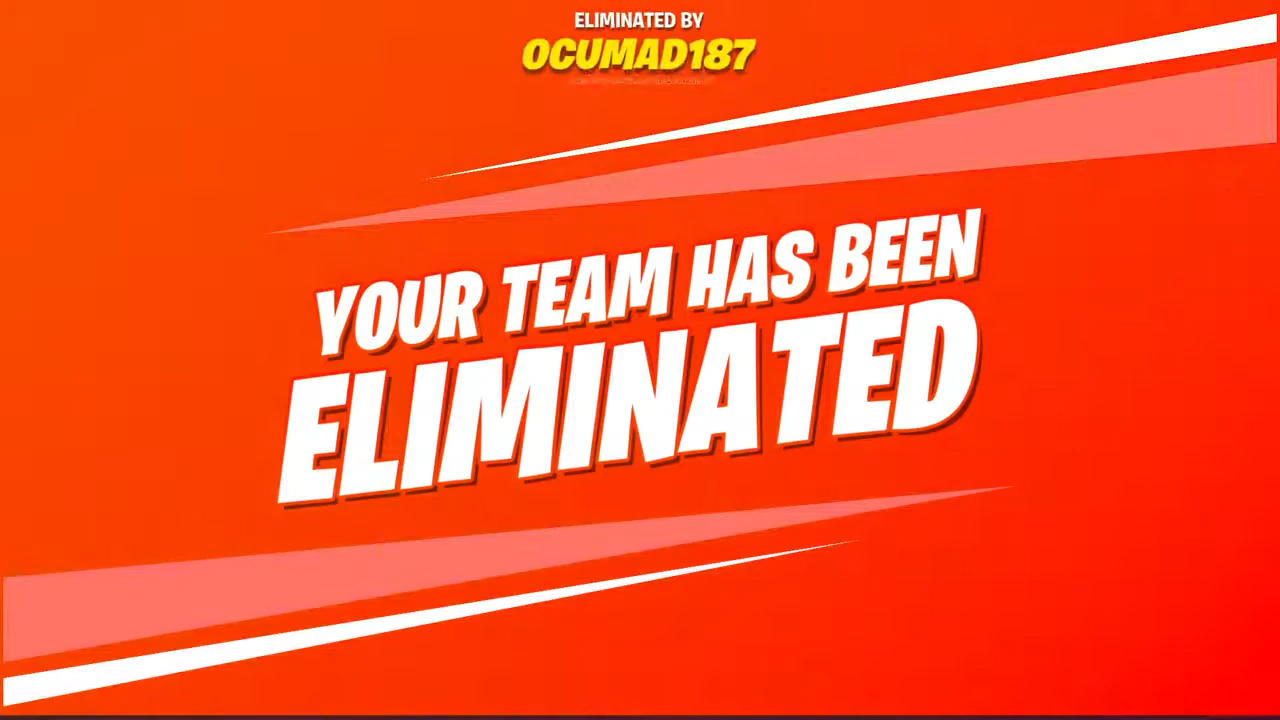 ELIMINATED BY
OCUMAD187
YOUR TEAM HAS BEEN
ELIMINATED